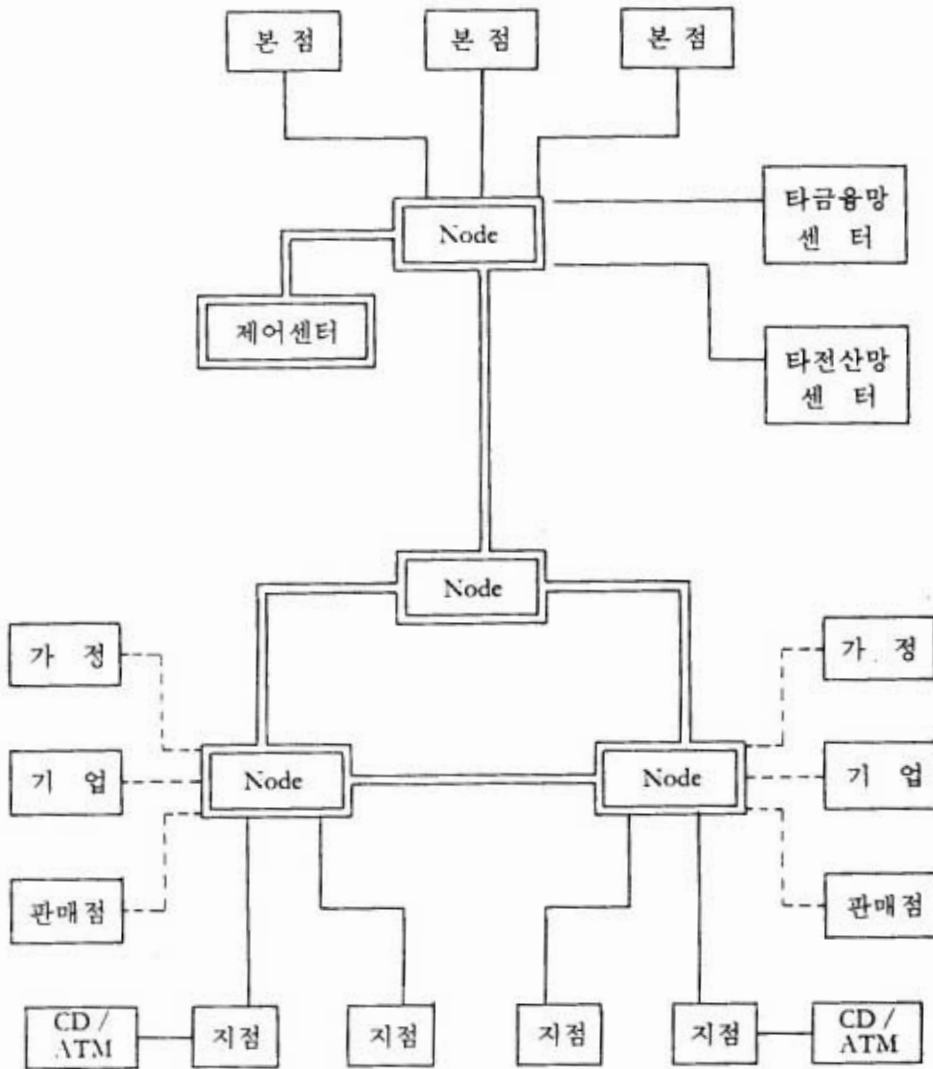 본 점
본 점
본 점
Node
타금융망
센 터
제어센터
타전산망
센 터
Node
가 정
가 정
기 업
Node
Node
기 업
판매점
판매점
CD /
ATM
지점
지점
지점
지점
CD /
ATM